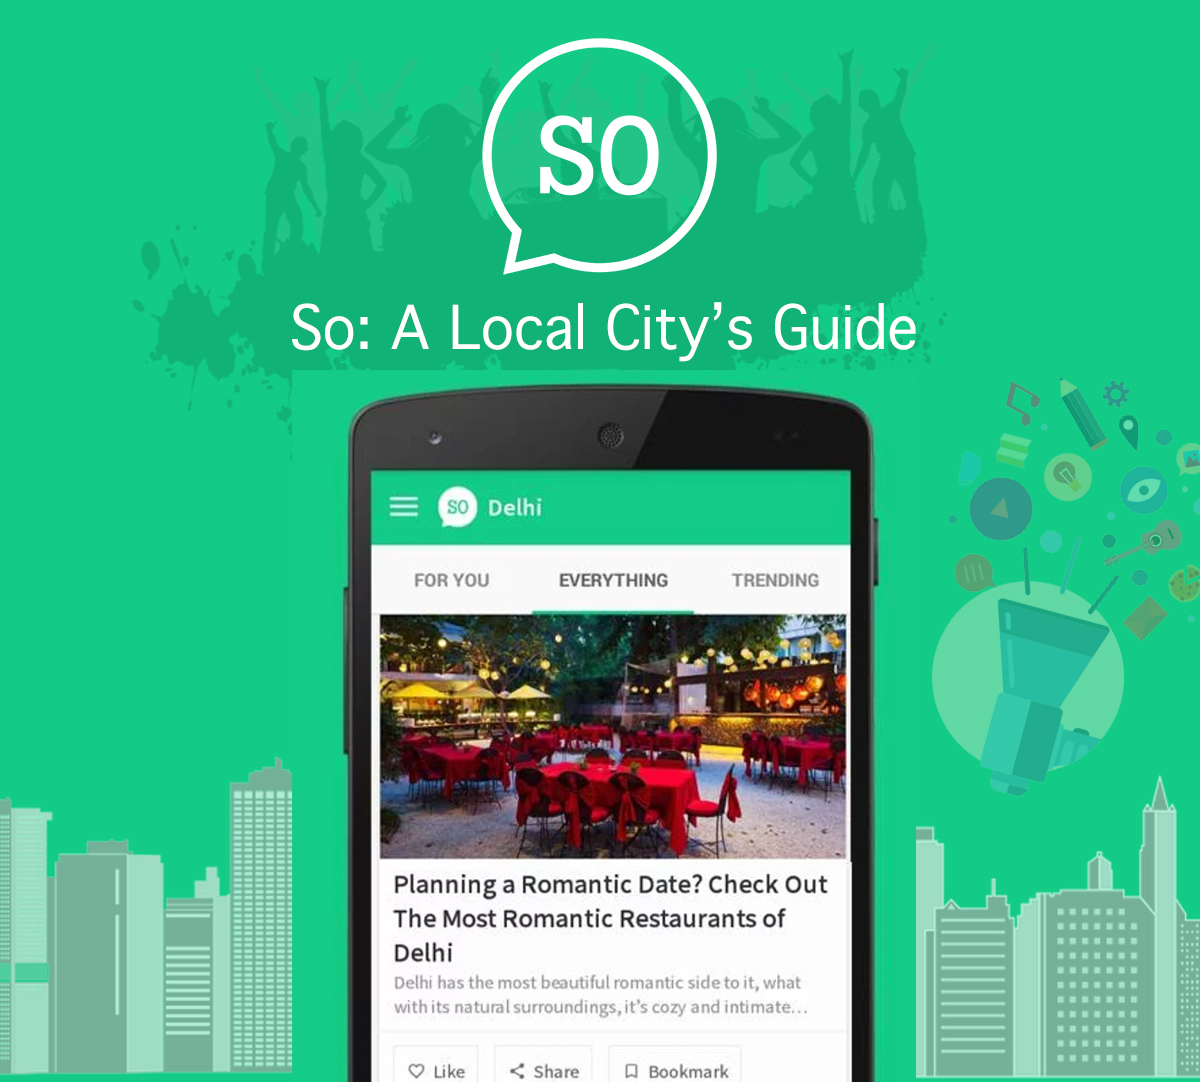 SO
So: A Local City’s Guide
SO Delhi
FOR YOU EVERYTHING TRENDING
Planning a Romantic Date? Check Out
The Most Romantic Restaurants of
Delhi
Delhi has the most beautiful romantic side to it, what
with its natural surroundings, it’s cozy and intimate...
Like Share Bookmark